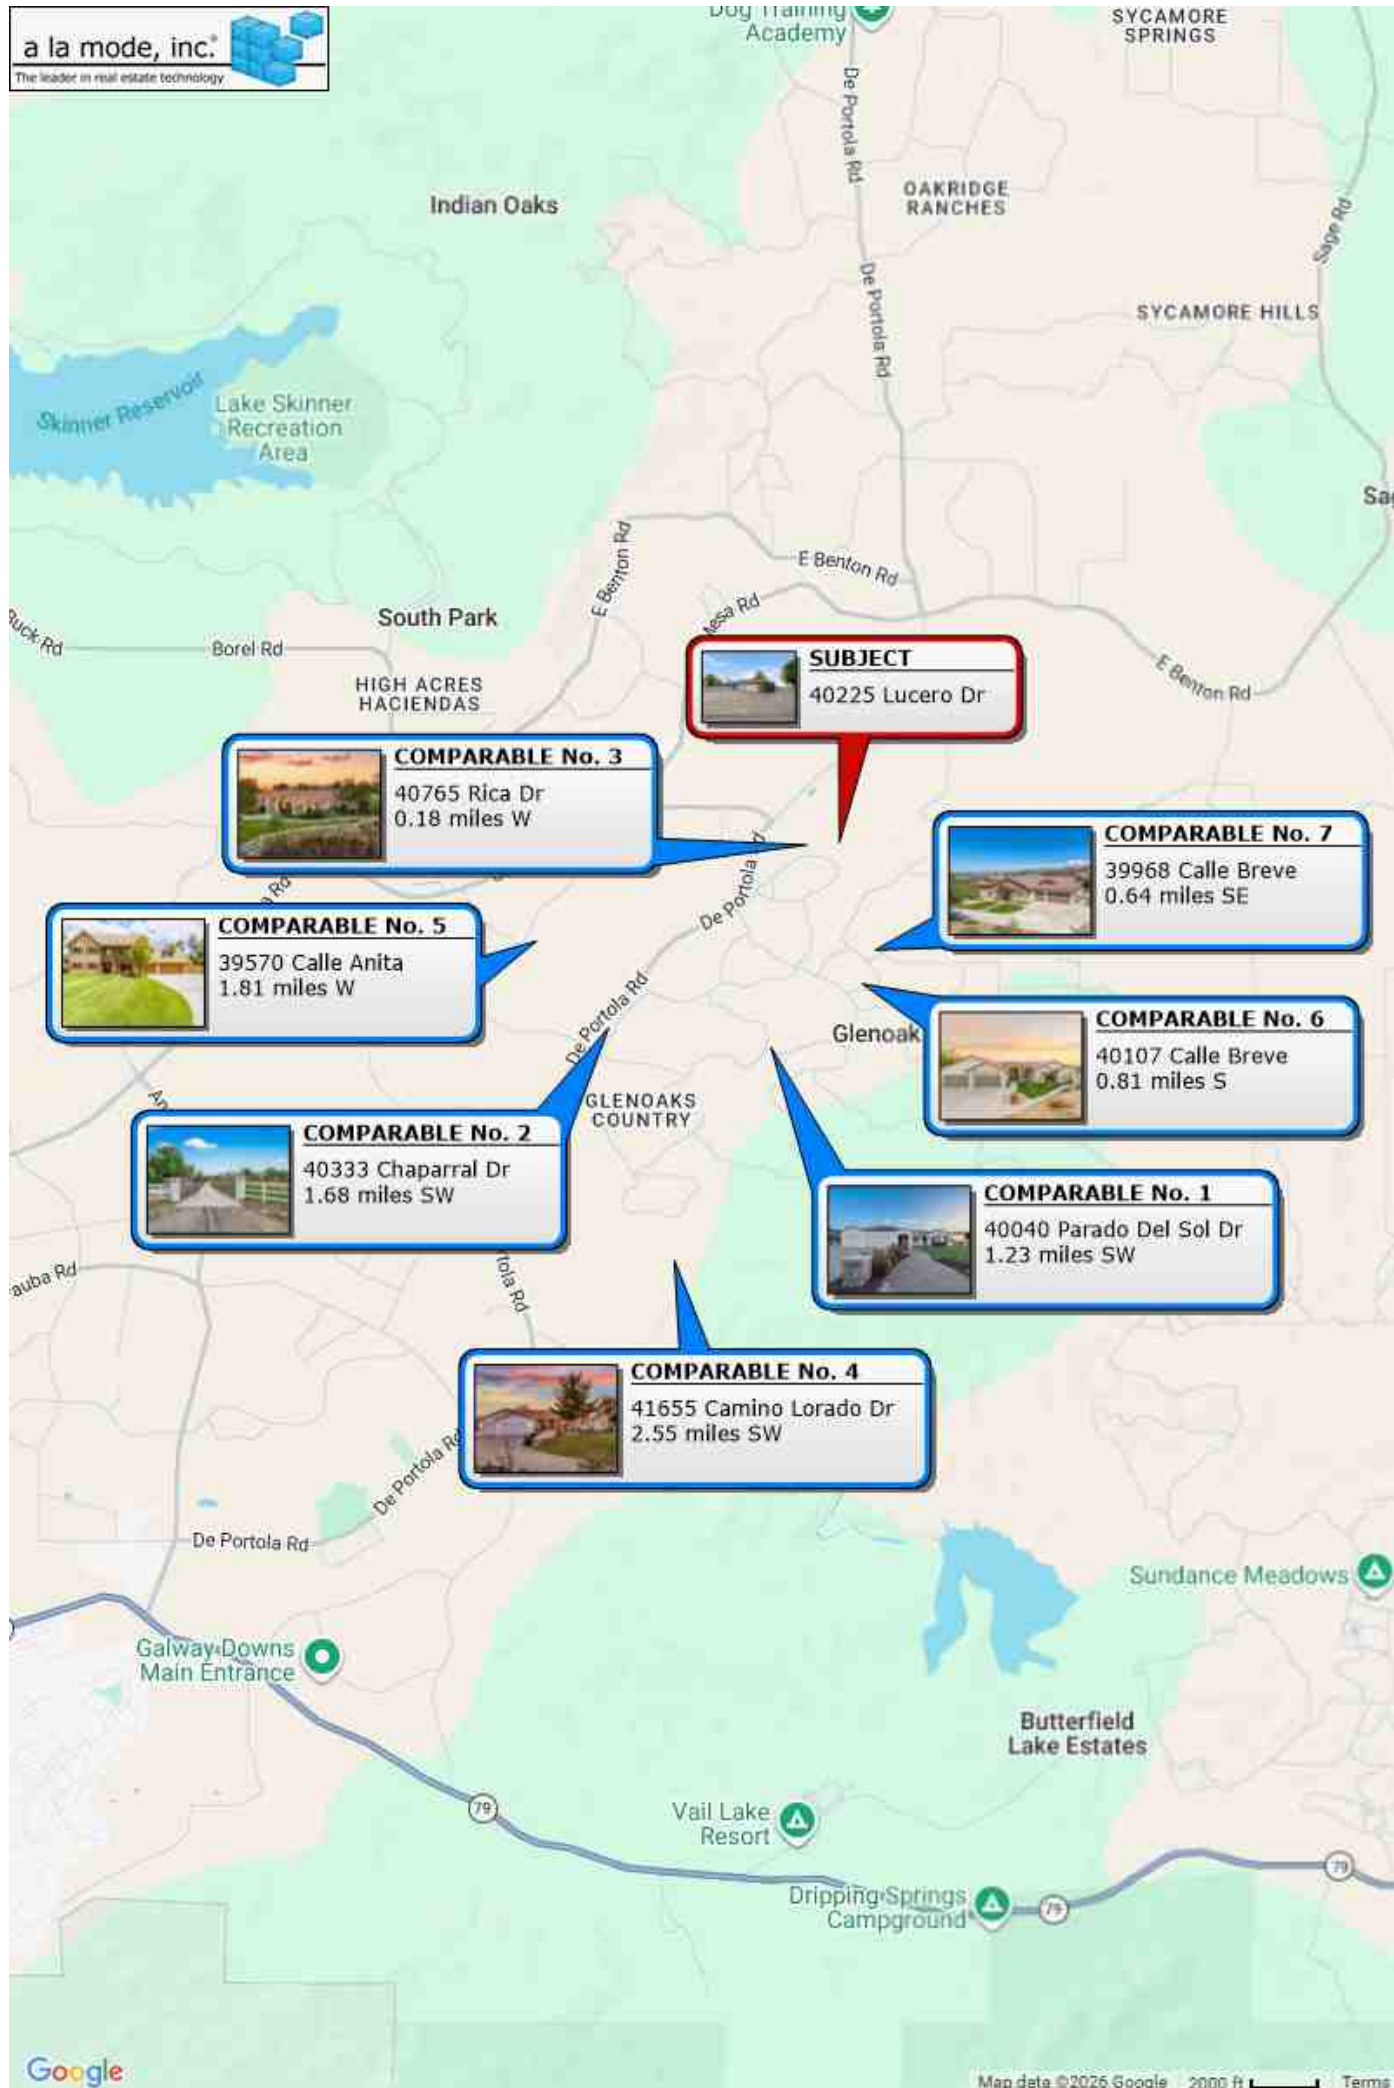 a la mode, inc.®
The leader in real estate technology
Dog Training
Academy
SYCAMORE
SPRINGS
De Portola Rd
Indian Oaks
OAKRIDGE
RANCHES
Sage Rd
De Portola Rd
SYCAMORE HILLS
Skinner Reservoir
Lake Skinner
Recreation
Area
E Benton Rd
E Benton Rd
South Park
Borel Rd
HIGH ACRES
HACIENDAS
E Benton Rd
SUBJECT
40225 Lucero Dr
COMPARABLE No. 3
40765 Rica Dr
0.18 miles W
COMPARABLE No. 7
39968 Calle Breve
0.64 miles SE
De Portola Rd
COMPARABLE No. 5
39570 Calle Anita
1.81 miles W
De Portola Rd
Glenoak
COMPARABLE No. 6
40107 Calle Breve
0.81 miles S
GLENOAKS
COUNTRY
COMPARABLE No. 2
40333 Chaparral Dr
1.68 miles SW
COMPARABLE No. 1
40040 Parado Del Sol Dr
1.23 miles SW
auba Rd
tola Rd
COMPARABLE No. 4
41655 Camino Lorado Dr
2.55 miles SW
De Portola Rd
De Portola Rd
Sundance Meadows
Galway Downs
Main Entrance
Butterfield
Lake Estates
79
Vail Lake
Resort
79
Dripping Springs
Campground
79
Google
Map data ©2026 Google
2000 ft
Terms